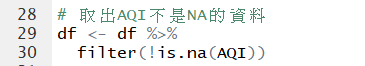 28 # 取出AQI不是NA的資料
29 df <- df %>%
30   filter(!is.na(AQI))